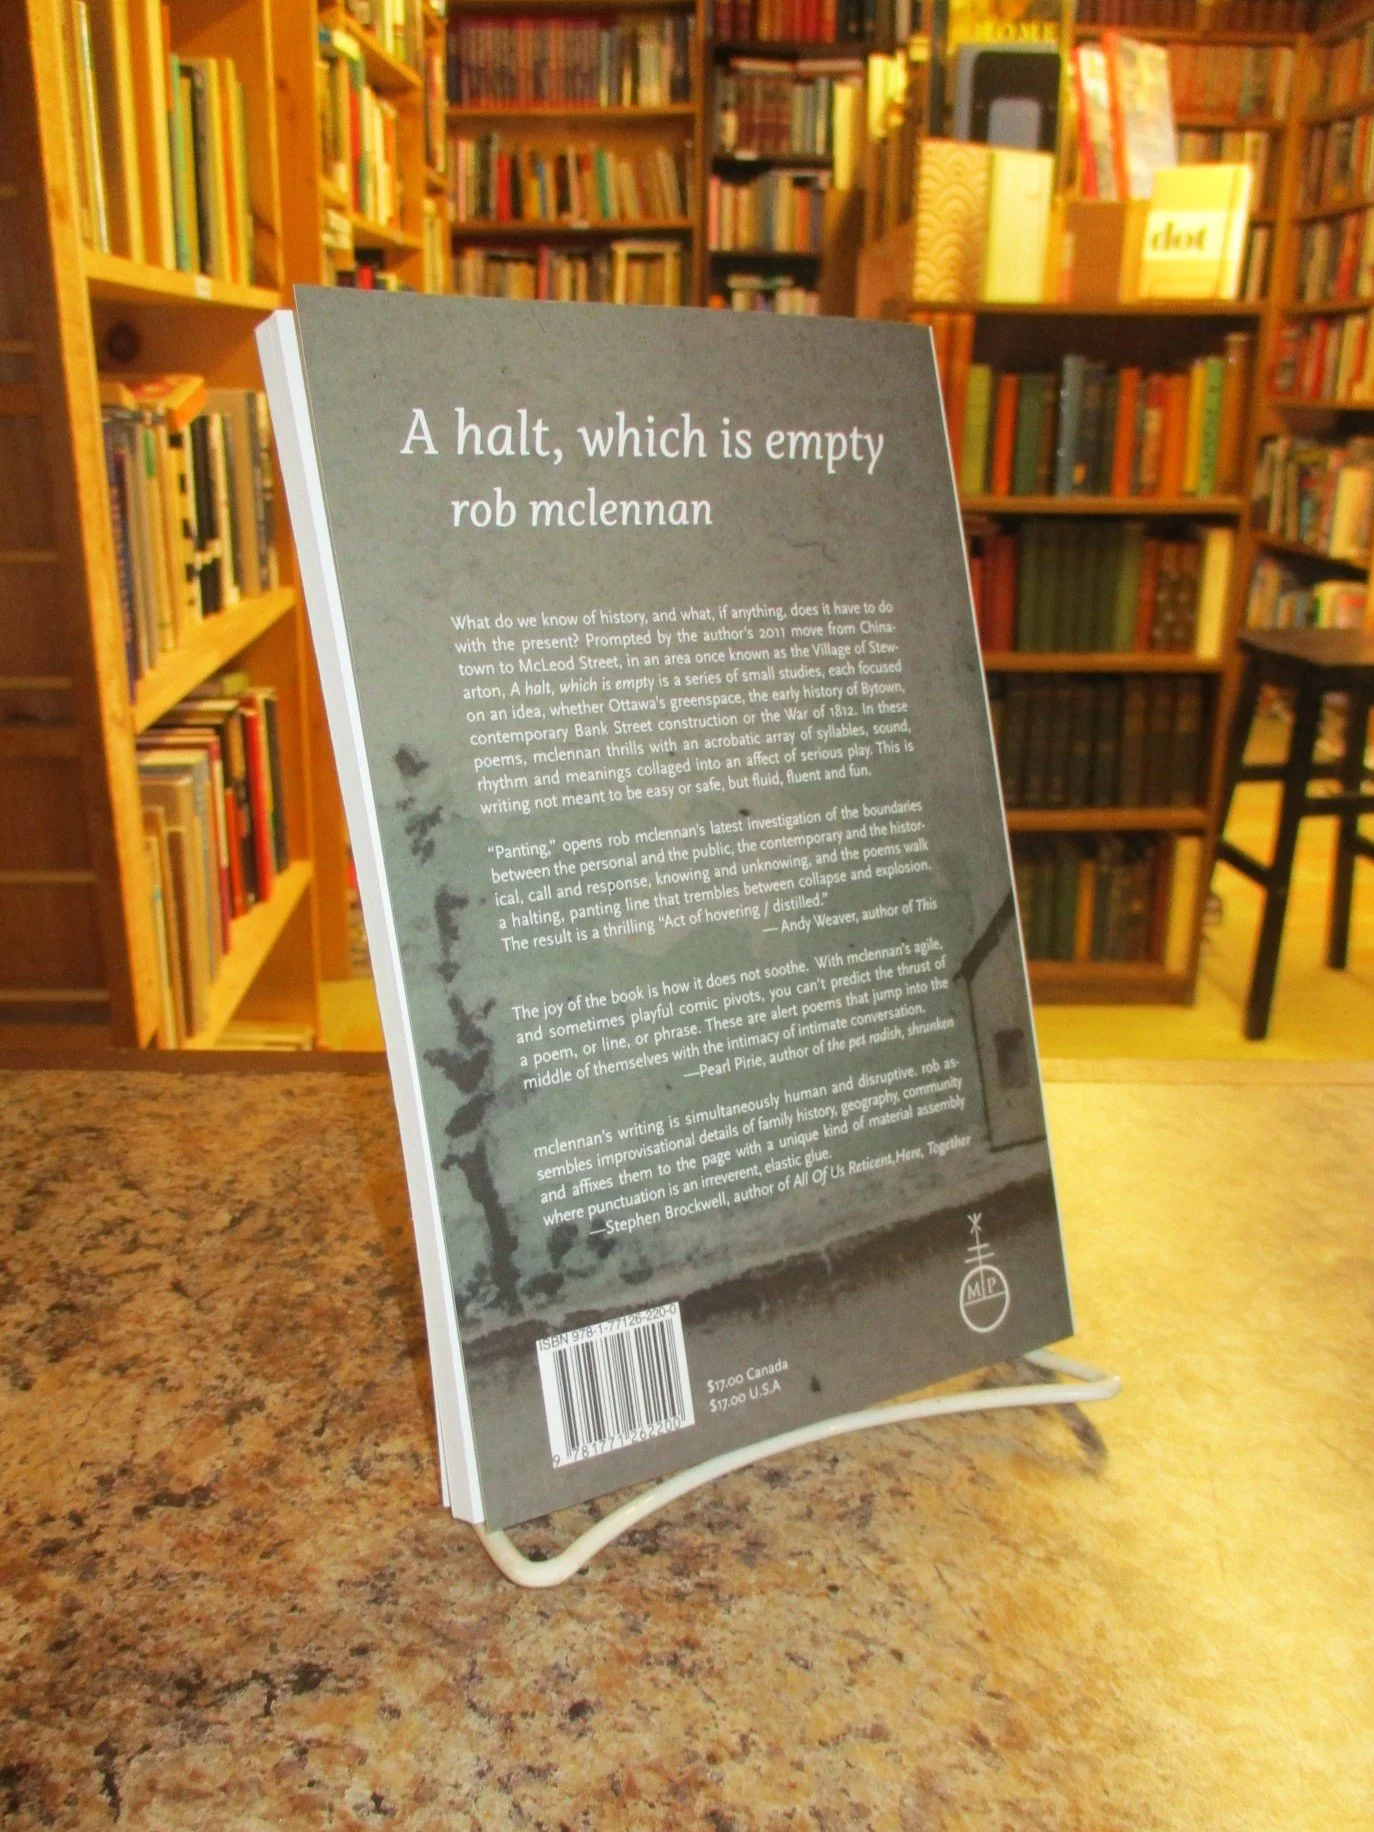 HOME
dot
A halt, which is empty
rob mclennan
What do we know of history, and what, if anything, does it have to do
with the present? Prompted by the author's 2011 move from China-
town to McLeod Street, in an area once known as the Village of Stew-
arton, A halt, which is empty is a series of small studies, each focused
on an idea, whether Ottawa's greenspace, the early history of Bytown,
contemporary Bank Street construction or the War of 1812. In these
poems, mclennan thrills with an acrobatic array of syllables, sound,
rhythm and meanings collaged into an affect of serious play. This is
writing not meant to be easy or safe, but fluid, fluent and fun.
“Panting,” opens rob mclennan's latest investigation of the boundaries
between the personal and the public, the contemporary and the histor-
ical, call and response, knowing and unknowing, and the poems walk
a halting, panting line that trembles between collapse and explosion.
The result is a thrilling “Act of hovering / distilled.”
— Andy Weaver, author of This
The joy of the book is how it does not soothe. With mclennan's agile,
and sometimes playful comic pivots, you can't predict the thrust of
a poem, or line, or phrase. These are alert poems that jump into the
middle of themselves with the intimacy of intimate conversation.
—Pearl Pirie, author of the pet radish, shrunken
mclennan's writing is simultaneously human and disruptive. rob as-
sembles improvisational details of family history, geography, community
and affixes them to the page with a unique kind of material assembly
where punctuation is an irreverent, elastic glue.
—Stephen Brockwell, author of All Of Us Reticent,Here, Together
M P
ISBN 978-1-77126-220-0
9 781771 262200
$17.00 Canada
$17.00 U.S.A